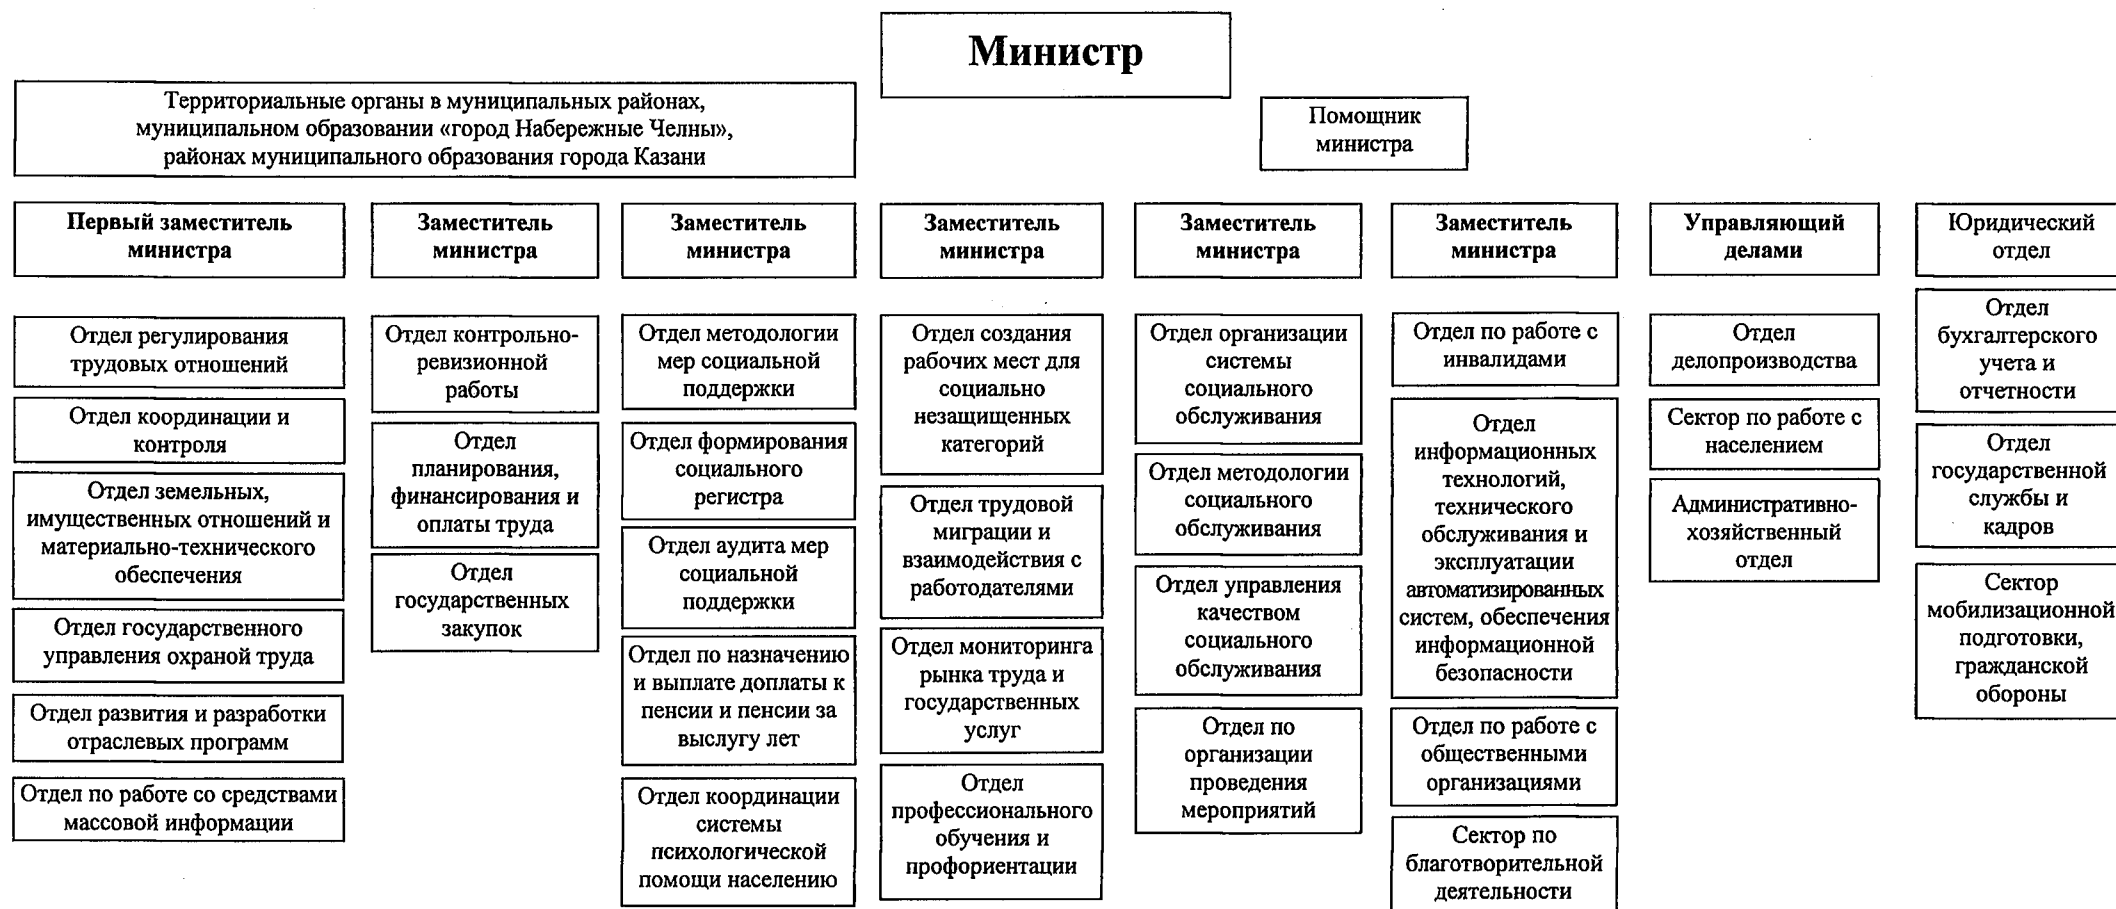 Министр
Территориальные органы в муниципальных районах,
муниципальном образовании «город Набережные Челны»,
районах муниципального образования города Казани
Помощник
министра
Первый заместитель
министра
Отдел регулирования
трудовых отношений
Отдел координации и
контроля
Отдел земельных,
имущественных отношений и
материально-технического
обеспечения
Отдел государственного
управления охраной труда
Отдел развития и разработки
отраслевых программ
Отдел по работе со средствами
массовой информации
Заместитель
министра
Отдел контрольно-
ревизионной
работы
Отдел
планирования,
финансирования и
оплаты труда
Отдел
государственных
закупок
Заместитель
министра
Отдел методологии
мер социальной
поддержки
Отдел формирования
социального
регистра
Отдел аудита мер
социальной
поддержки
Отдел по назначению
и выплате доплаты к
пенсии и пенсии за
выслугу лет
Отдел координации
системы
психологической
помощи населению
Заместитель
министра
Отдел создания
рабочих мест для
социально
незащищенных
категорий
Отдел трудовой
миграции и
взаимодействия с
работодателями
Отдел мониторинга
рынка труда и
государственных
услуг
Отдел
профессионального
обучения и
профориентации
Заместитель
министра
Отдел организации
системы
социального
обслуживания
Отдел методологии
социального
обслуживания
Отдел управления
качеством
социального
обслуживания
Отдел по
организации
проведения
мероприятий
Заместитель
министра
Отдел по работе с
инвалидами
Отдел
информационных
технологий,
технического
обслуживания и
эксплуатации
автоматизированных
систем, обеспечения
информационной
безопасности
Отдел по работе с
общественными
организациями
Сектор по
благотворительной
деятельности
Управляющий
делами
Отдел
делопроизводства
Сектор по работе с
населением
Административно-
хозяйственный
отдел
Юридический
отдел
Отдел
бухгалтерского
учета и
отчетности
Отдел
государственной
службы и
кадров
Сектор
мобилизационной
подготовки,
гражданской
обороны